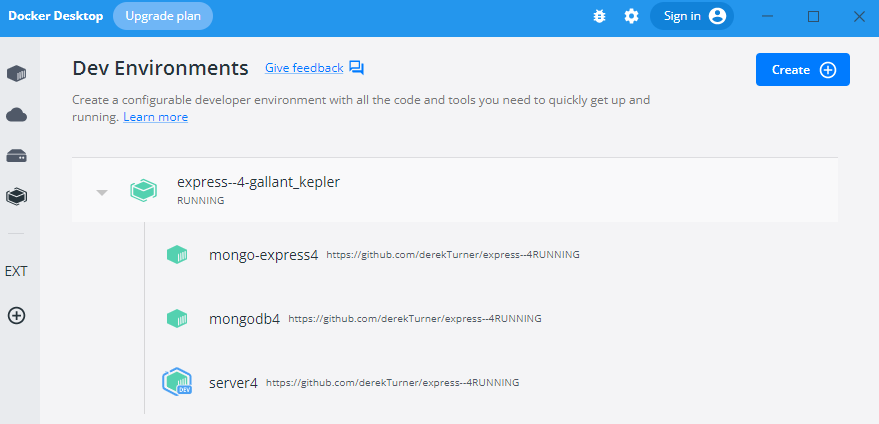 Docker Desktop Upgrade plan Sign in
Dev Environments Give feedback Create
Create a configurable developer environment with all the code and tools you need to quickly get up and
running. Learn more
express--4-gallant_kepler
RUNNING
mongo-express4 https://github.com/derekTurner/express--4RUNNING
EXT
mongodb4 https://github.com/derekTurner/express--4RUNNING
server4 https://github.com/derekTurner/express--4RUNNING
DEV